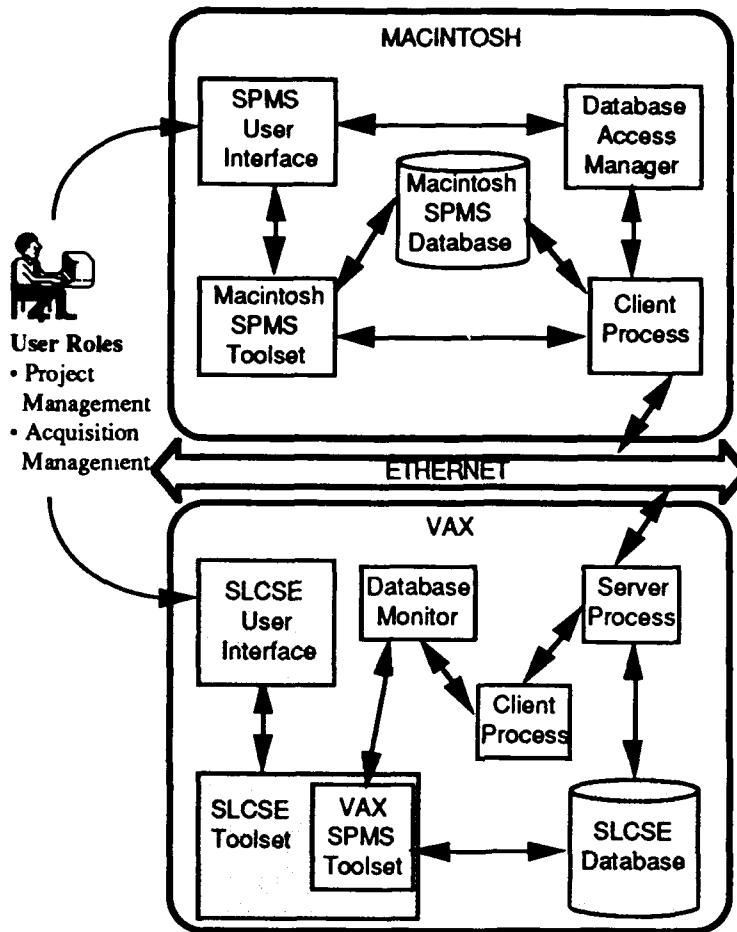 MACINTOSH
SPMS
User
Interface
Database
Access
Manager
Macintosh
SPMS
Database
Macintosh
SPMS
Toolset
Client
Process
User Roles
• Project
Management
• Acquisition
Management
ETHERNET
VAX
SLCSE
User
Interface
Database
Monitor
Server
Process
Client
Process
SLCSE
Toolset
VAX
SPMS
Toolset
SLCSE
Database